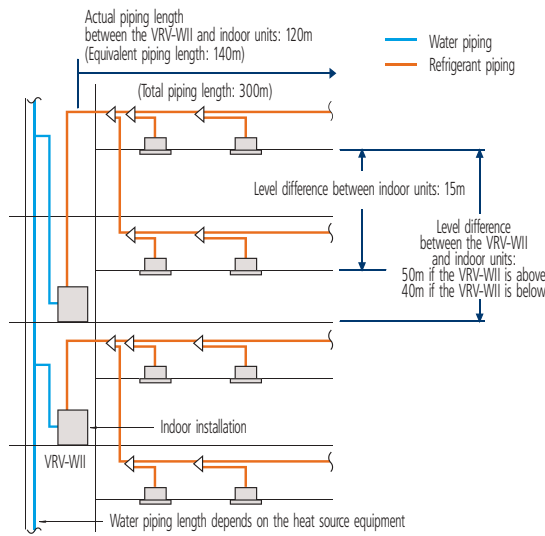 Actual piping length
between the VRV-WII and indoor units: 120m
(Equivalent piping length: 140m)
Water piping
Refrigerant piping
(Total piping length: 300m)
Level difference between indoor units: 15m
Level difference
between the VRV-WII
and indoor units:
50m if the VRV-WII is above
40m if the VRV-WII is below
Indoor installation
VRV-WII
Water piping length depends on the heat source equipment